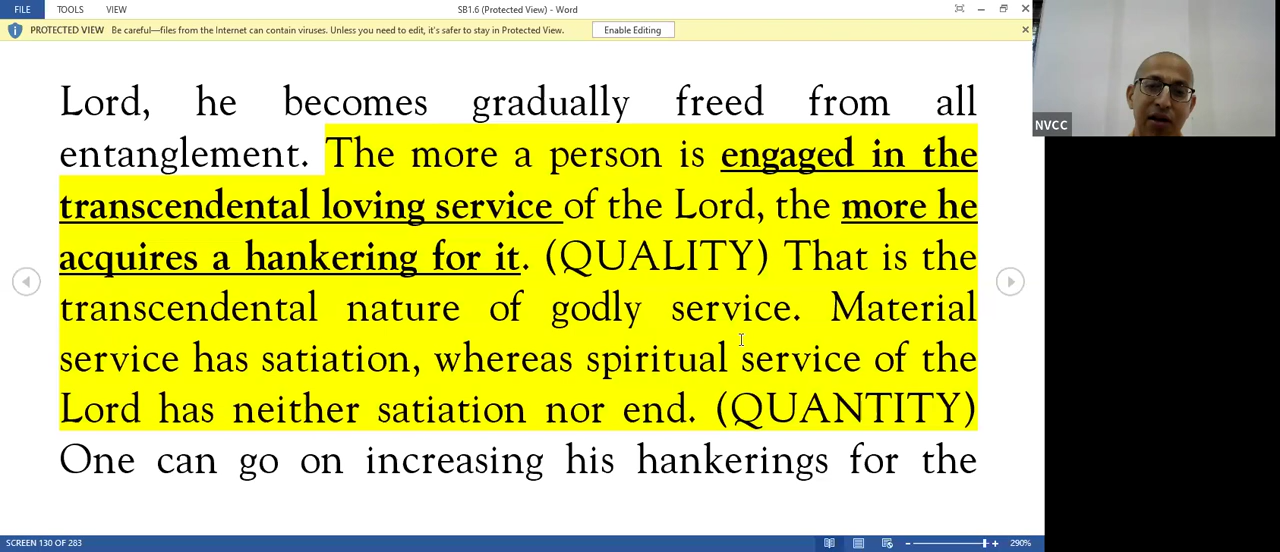 FILE TOOLS VIEW SB1.6 (Protected View) - Word
PROTECTED VIEW Be careful—files from the Internet can contain viruses. Unless you need to edit, it's safer to stay in Protected View. Enable Editing
Lord, he becomes gradually freed from all
entanglement. The more a person is engaged in the
transcendental loving service of the Lord, the more he
acquires a hankering for it. (QUALITY) That is the
transcendental nature of godly service. Material
service has satiation, whereas spiritual service of the
Lord has neither satiation nor end. (QUANTITY)
One can go on increasing his hankerings for the
NVCC
SCREEN 130 OF 283 290%